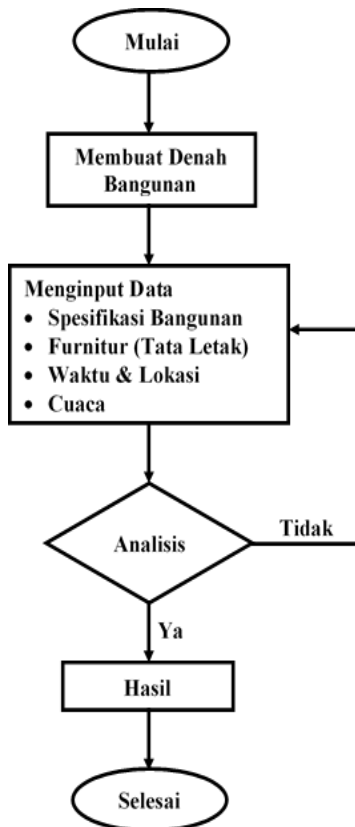 Mulai
Membuat Denah
Bangunan
Menginput Data
• Spesifikasi Bangunan
• Furnitur (Tata Letak)
• Waktu & Lokasi
• Cuaca
Analisis
Tidak
Ya
Hasil
Selesai